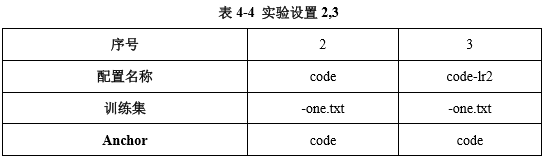 表 4-4 实验设置 2,3
序号 2 3
配置名称 code code-lr2
训练集 -one.txt -one.txt
Anchor code code